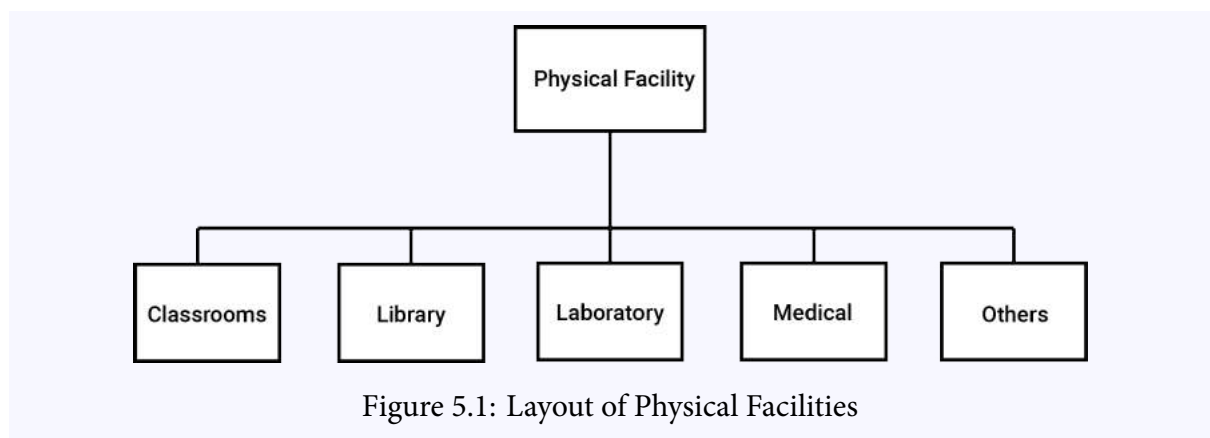 Physical Facility
Classrooms
Library
Laboratory
Medical
Others
Figure 5.1: Layout of Physical Facilities